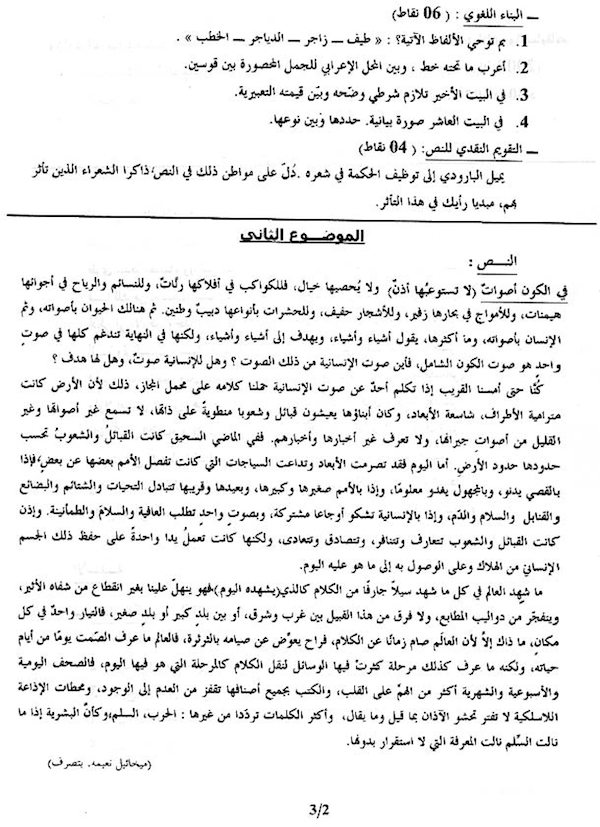 ــ البناء اللغوي : ( 06 نقاط)
1. بم توحي الألفاظ الآتية؟ : « طيف ــ زاجر ــ الدياجر ــ الخطب » .
2. أعرب ما تحته خط ، وبين المحل الإعرابي للجمل المحصورة بين قوسين.
3. في البيت الأخير تلازم شرطي وضّحه وبيّن قيمته التعبيرية.
4. في البيت العاشر صورة بيانية. حددها وبين نوعها.
ــ التقويم النقدي للنص: ( 04 نقاط)
يميل البارودي إلى توظيف الحكمة في شعره .دُلّ على مواطن ذلك في النص؛ ذاكرا الشعراء الذين تأثر
بهم، مبديا رأيك في هذا التأثر.
الموضــوع الثاني
النــص :
في الكون أصواتٌ (لا تستوعبُها أذنٌ) ولا يُحصيها خيال، فللكواكب في أفلاكها رنّاتٌ، وللنسائم والرياح في أجوائها
هيمنات، وللأمواج في بحارها زفير، وللأشجار حفيف، وللحشرات بأنواعها دبيبٌ وطنين. ثم هنالك الحيوان بأصواته، وثم
الإنسان بأصواته، وما أكثرها، يقول أشياء وأشياء، ويهدف إلى أشياء وأشياء، ولكنها في النهاية تندغم كلها في صوتٍ
واحد هو صوت الكون الشامل، فأين صوت الإنسانية من ذلك الصوت ؟ وهل للإنسانية صوتٌ، وهل لها هدف ؟
كُنّا حتى أمسنا القريب إذا تكلم أحدٌ عن صوت الإنسانية حملنا كلامه على محمل المجاز، ذلك لأن الأرض كانت
مترامية الأطراف، شاسعة الأبعاد، وكان أبناؤها يعيشون قبائل وشعوبا منطويةً على ذاتها، لا تسمع غير أصواتها وغير
القليل من أصوات جيرانها، ولا تعرف غير أخبارها وأخبارهم. ففي الماضي السحيق كانت القبائلُ والشعوبُ تحسب
حدودها حدود الأرض. أما اليوم فقد تصرمت الأبعاد وتداعت السياجات التي كانت تفصل الأمم بعضها عن بعضٍ، فإذا
بالقصي يدنو، وبالمجهول يغدو معلومًا، وإذا بالأمم صغيرها وكبيرها، وبعيدها وقريبها تتبادل التحيات والشتائم والبضائع
والقنابل والسلام والدّم، وإذا بالإنسانية تشكو أوجاعا مشتركة، وبصوتٍ واحدٍ تطلب العافية والسلامَ والطمأنينة. وإذن
كانت القبائل والشعوب تتعارف وتتنافر، وتتصادق وتتعادى، ولكنها كانت تعملُ يدا واحدةً على حفظ ذلك الجسم
الإنسانيّ من الهلاك وعلى الوصول به إلى ما هو عليه اليوم.
ما شهد العالم في كل ما شهد سيلاً جارفًا من الكلام كالذي(يشهده اليوم)،فهو ينهلّ علينا بغير انقطاع من شفاه الأثير،
ويتفجّر من دواليب المطابع، ولا فرق من هذا القبيل بين غرب وشرق، أو بين بلدٍ كبير أو بلدٍ صغير، فالتيار واحدٌ في كل
مكانٍ، ما ذاك إلاّ لأن العالَم صام زمانًا عن الكلام، فراح يعوّض عن صيامه بالثرثرة، فالعالم ما عرف الصّمت يومًا من أيام
حياته، ولكنه ما عرف كذلك مرحلة كثرتْ فيها الوسائل لنقل الكلام كالمرحلة التي هو فيها اليوم، فالصحف اليومية
والأسبوعية والشهرية أكثر من الهمّ على القلب، والكتب بجميع أصنافها تقفز من العدم إلى الوجود، ومحطات الإذاعة
اللاسلكية لا تفتر تحشو الآذان بما قيل وما يقال، وأكثر الكلمات تردّدا من غيرها : الحرب، السلم،وكأنّ البشرية إذا ما
نالت السِّلم نالت المعرفة التي لا استقرار بدونها.
(ميخائيل نعيمه. بتصرف)
3/2